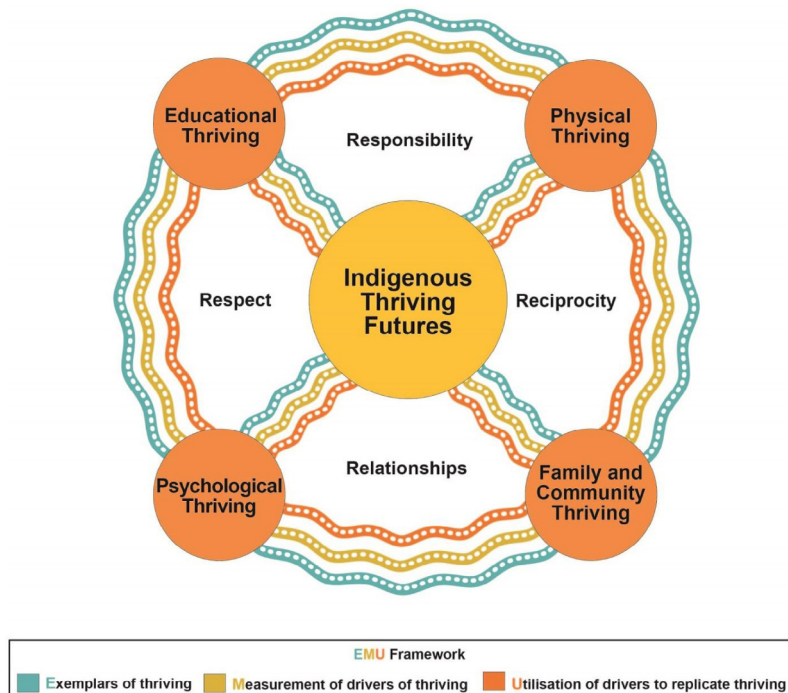 Educational
Thriving
Physical
Thriving
Responsibility
Indigenous
Thriving
Futures
Respect
Reciprocity
Relationships
Psychological
Thriving
Family and
Community
Thriving
EMU Framework
Exemplars of thriving
Measurement of drivers of thriving
Utilisation of drivers to replicate thriving